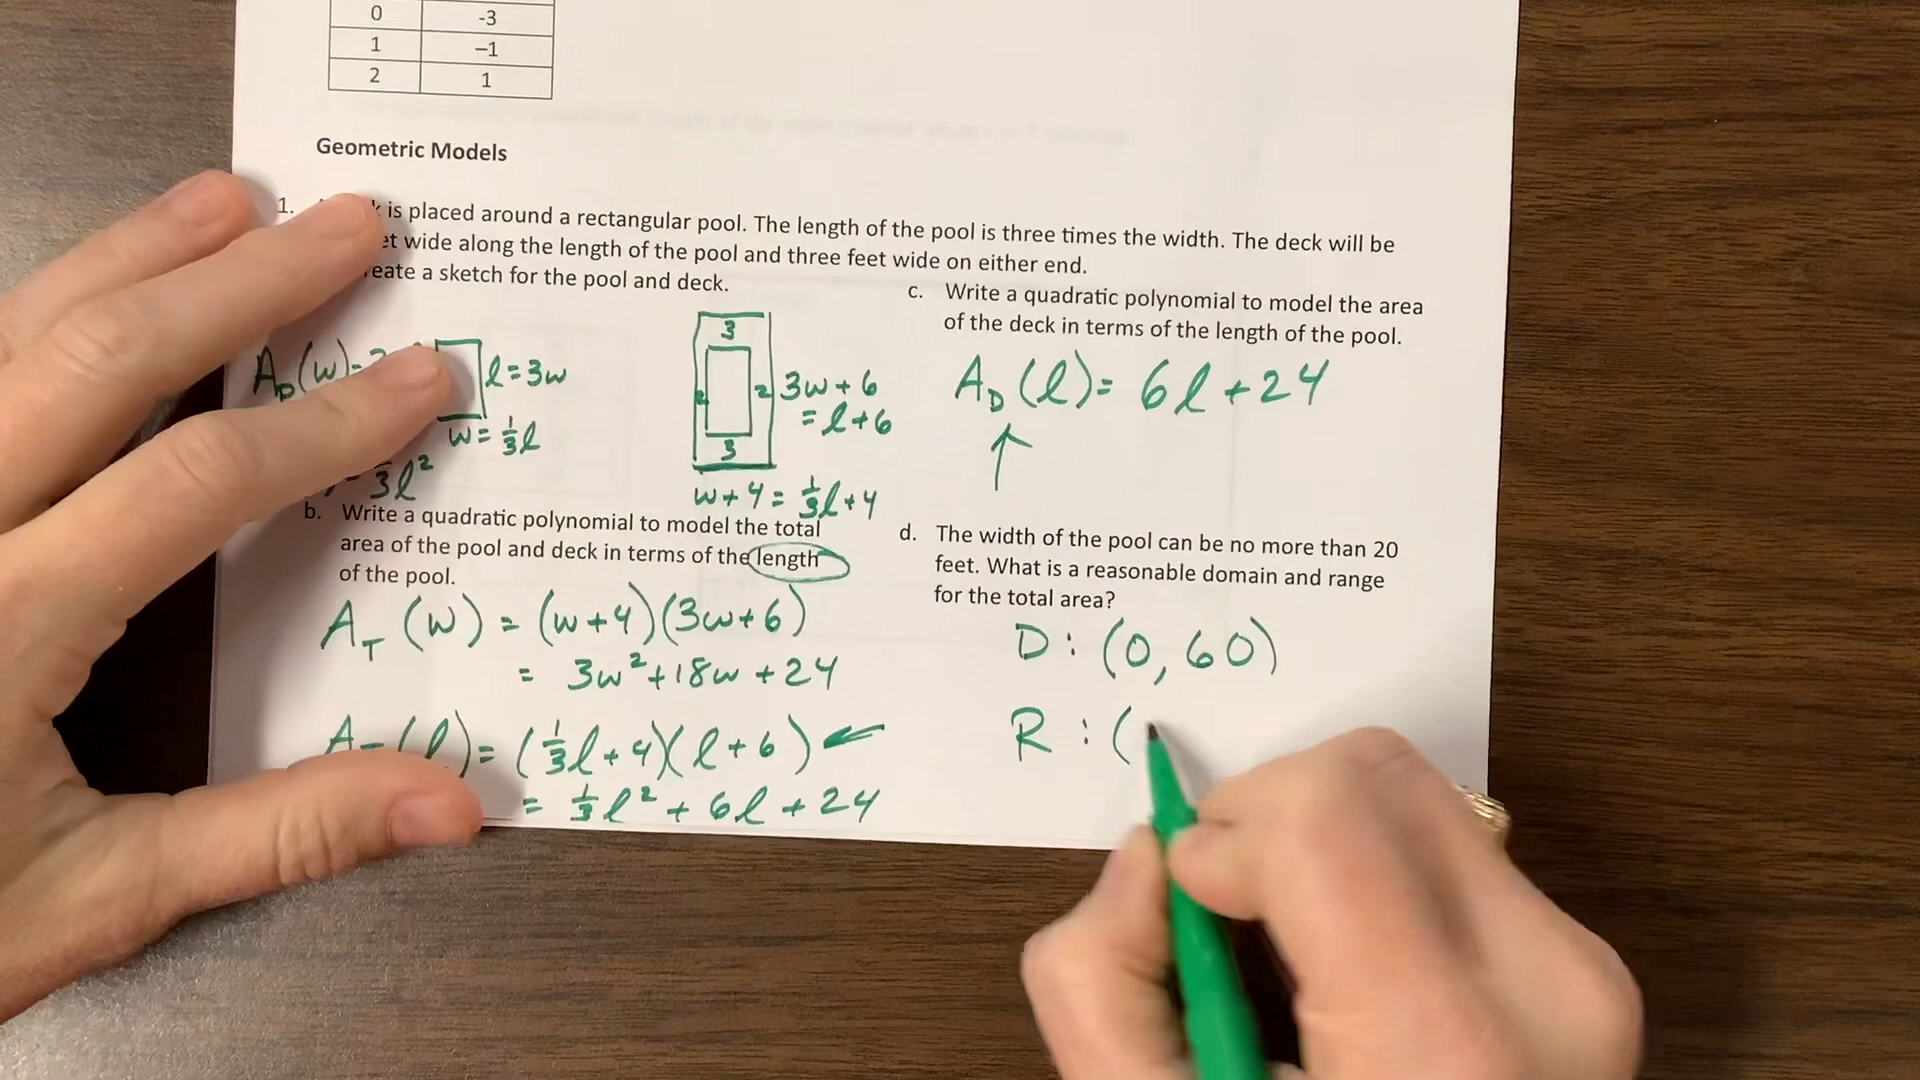 0 -3
1 -1
2 1
Geometric Models
1. is placed around a rectangular pool. The length of the pool is three times the width. The deck will be
wide along the length of the pool and three feet wide on either end.
a sketch for the pool and deck.
A_D(w)= l=3w
w=1/3l
1/3l²
3
2 2
3
3w+6
=l+6
w+4=1/3l+4
b. Write a quadratic polynomial to model the total
area of the pool and deck in terms of the length
of the pool.
A_T(w) = (w+4)(3w+6)
= 3w²+18w+24
(l)=(1/3l+4)(l+6)
= 1/3l²+6l+24
c. Write a quadratic polynomial to model the area
of the deck in terms of the length of the pool.
A_D(l)= 6l+24
d. The width of the pool can be no more than 20
feet. What is a reasonable domain and range
for the total area?
D: (0, 60)
R: (